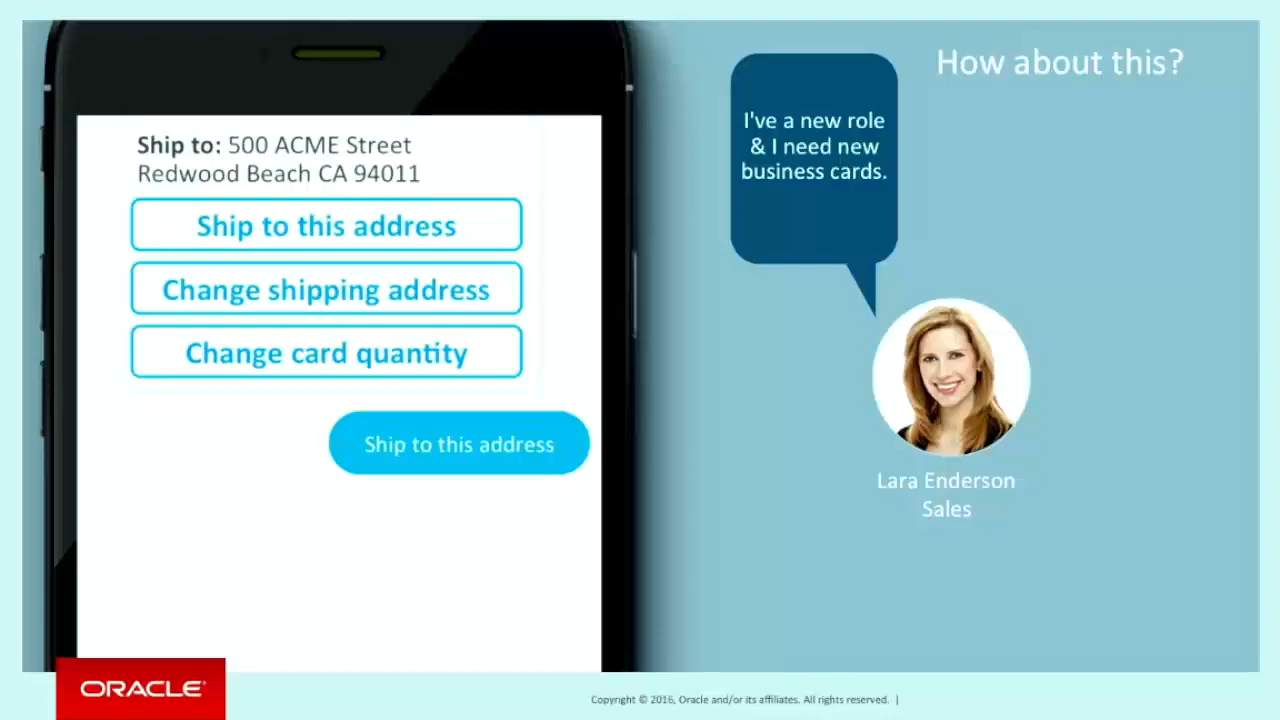 How about this?
Ship to: 500 ACME Street
Redwood Beach CA 94011
Ship to this address
Change shipping address
Change card quantity
Ship to this address
I've a new role
& I need new
business cards.
Lara Enderson
Sales
ORACLE®
Copyright © 2016, Oracle and/or its affiliates. All rights reserved. |